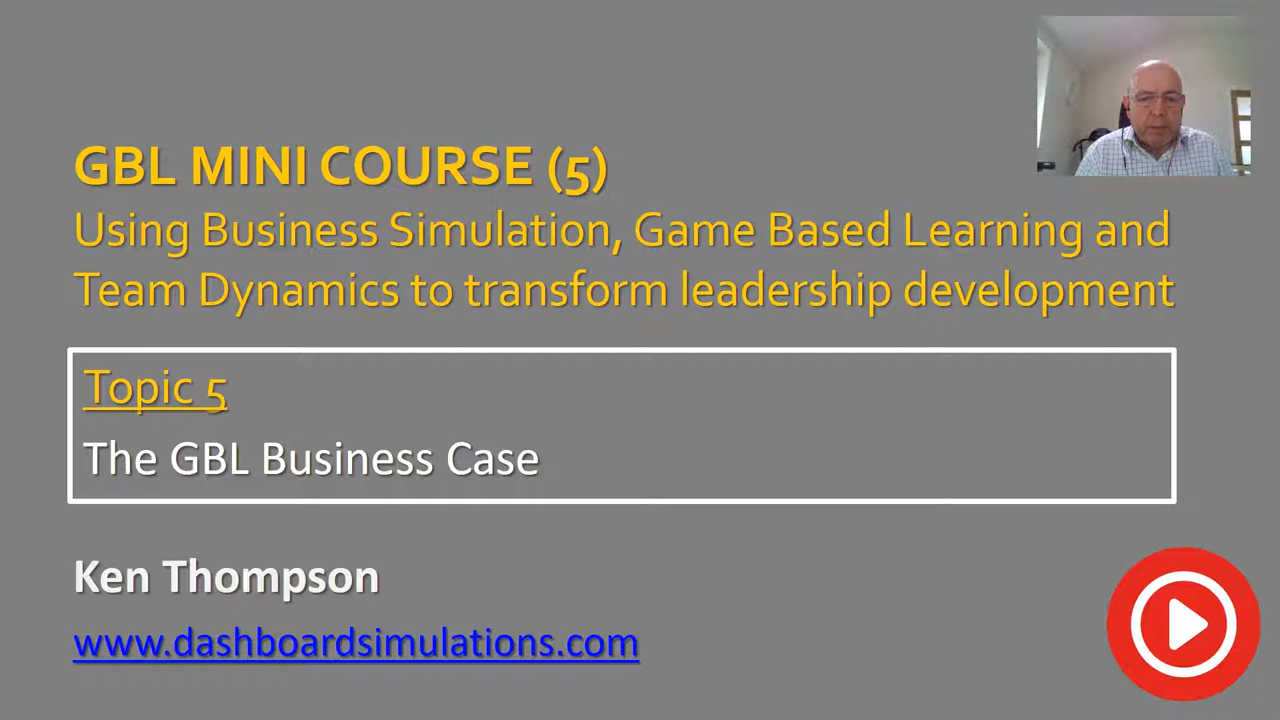 GBL MINI COURSE (5)
Using Business Simulation, Game Based Learning and
Team Dynamics to transform leadership development
Topic 5
The GBL Business Case
Ken Thompson
www.dashboardsimulations.com